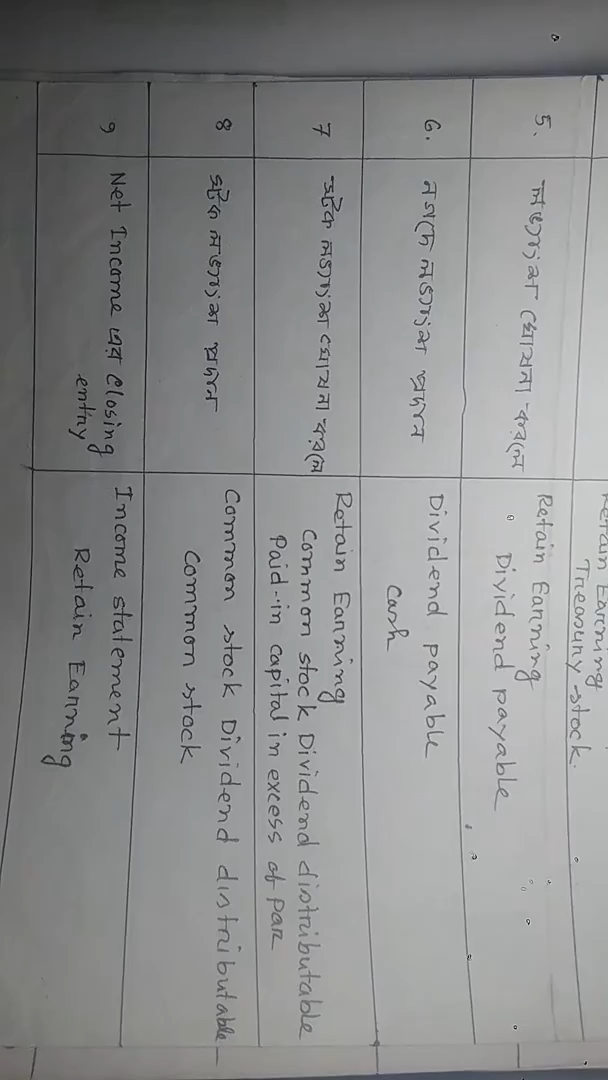 Retain Earning
Treasury stock.
5.
লভ্যাংশ ঘোষনা করলে
Retain Earning
Dividend payable
6.
নগদে লভ্যাংশ প্রদান
Dividend payable
Cash
7
স্টক লভ্যাংশ ঘোষনা করলে
Retain Earning
Common stock Dividend distributable
Paid-in capital in excess of par
8
স্টক লভ্যাংশ প্রদান
Common stock Dividend distributable
Common stock
9
Net Income এর Closing
entry
Income statement
Retain Earning